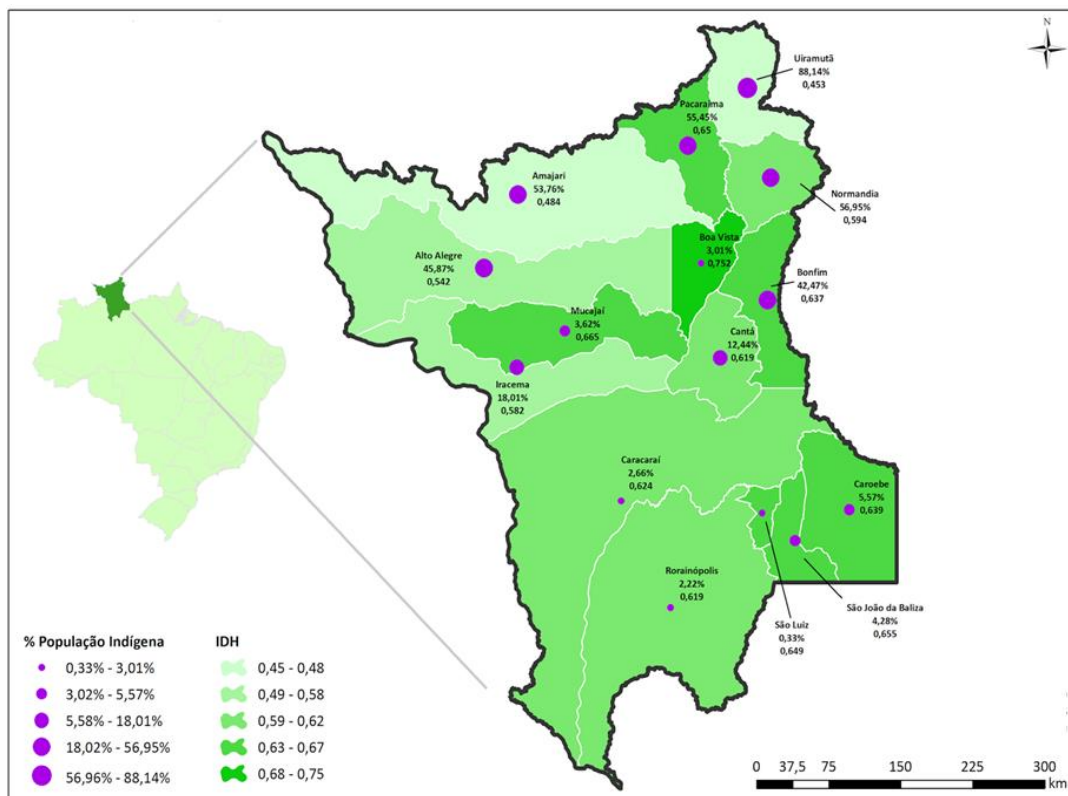 N
Uiramutã
88,14%
0,453
Pacaraima
55,45%
0,65
Amajari
53,76%
0,484
Normandia
56,95%
0,594
Boa Vista
3,01%
0,752
Alto Alegre
45,87%
0,542
Bonfim
42,47%
0,637
Mucajaí
3,62%
0,665
Cantá
12,44%
0,619
Iracema
18,01%
0,582
Caracaraí
2,66%
0,624
Caroebe
5,57%
0,639
Rorainópolis
2,22%
0,619
São João da Baliza
4,28%
0,655
São Luiz
0,33%
0,649
% População Indígena
0,33% - 3,01%
3,02% - 5,57%
5,58% - 18,01%
18,02% - 56,95%
56,96% - 88,14%
IDH
0,45 - 0,48
0,49 - 0,58
0,59 - 0,62
0,63 - 0,67
0,68 - 0,75
0 37,5 75 150 225 300
km